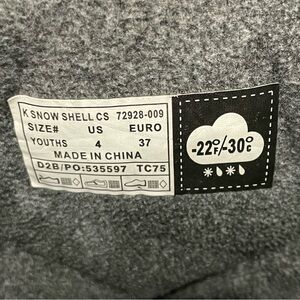 K SNOW SHELL CS 72928-009
SIZE# US EURO
YOUTHS 4 37
MADE IN CHINA
D2B/PO:535597 TC75
-22°F/-30°C